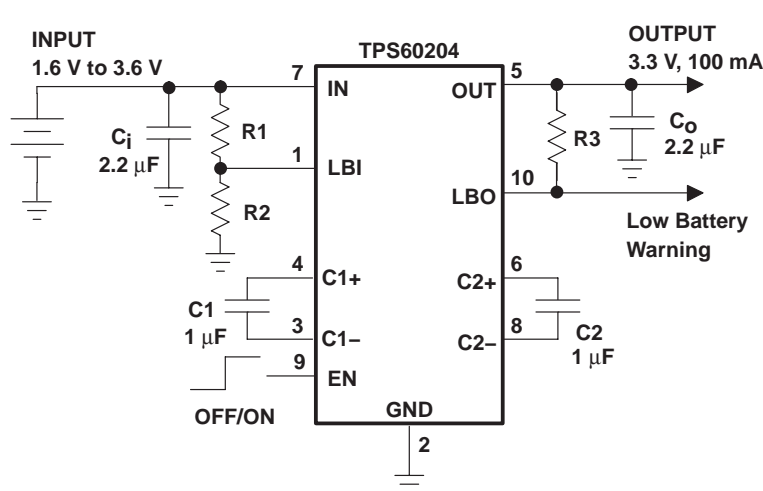 INPUT
1.6 V to 3.6 V
OUTPUT
3.3 V, 100 mA
TPS60204
7
IN
5
OUT
Ci
2.2 μF
R1
R3
Co
2.2 μF
1
LBI
10
LBO
R2
Low Battery
Warning
4
C1+
6
C2+
C1
1 μF
3
C1–
8
C2–
C2
1 μF
9
EN
OFF/ON
GND
2